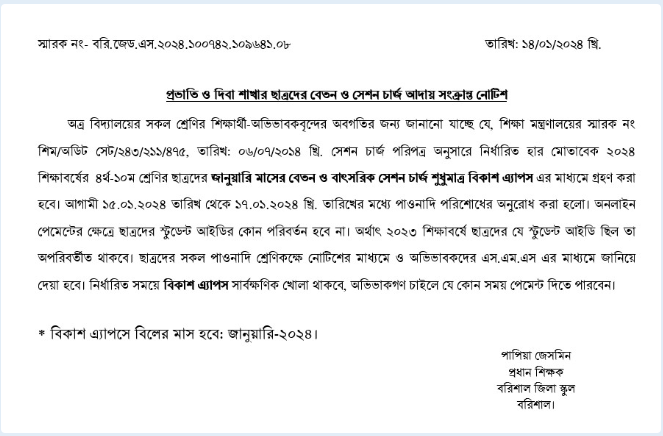 স্মারক নং- বরি.জেড.এস.২০২৪.১০০৭৪২.১০৯৬৪১.০৮
তারিখ: ১৪/০১/২০২৪ খ্রি.
প্রভাতি ও দিবা শাখার ছাত্রদের বেতন ও সেশন চার্জ আদায় সংক্রান্ত নোটিশ
অত্র বিদ্যালয়ের সকল শ্রেণির শিক্ষার্থী-অভিভাবকবৃন্দের অবগতির জন্য জানানো যাচ্ছে যে, শিক্ষা মন্ত্রণালয়ের স্মারক নং
শিম/অডিট সেট/২৪৩/২১১/৪৭৫, তারিখ: ০৬/০৭/২০১৪ খ্রি. সেশন চার্জ পরিপত্র অনুসারে নির্ধারিত হার মোতাবেক ২০২৪
শিক্ষাবর্ষের ৪র্থ-১০ম শ্রেণির ছাত্রদের জানুয়ারি মাসের বেতন ও বাৎসরিক সেশন চার্জ শুধুমাত্র বিকাশ এ্যাপস এর মাধ্যমে গ্রহণ করা
হবে। আগামী ১৫.০১.২০২৪ তারিখ থেকে ১৭.০১.২০২৪ খ্রি. তারিখের মধ্যে পাওনাদি পরিশোধের অনুরোধ করা হলো। অনলাইন
পেমেন্টের ক্ষেত্রে ছাত্রদের স্টুডেন্ট আইডির কোন পরিবর্তন হবে না। অর্থাৎ ২০২৩ শিক্ষাবর্ষে ছাত্রদের যে স্টুডেন্ট আইডি ছিল তা
অপরিবর্তীত থাকবে। ছাত্রদের সকল পাওনাদি শ্রেণিকক্ষে নোটিশের মাধ্যমে ও অভিভাবকদের এস.এম.এস এর মাধ্যমে জানিয়ে
দেয়া হবে। নির্ধারিত সময়ে বিকাশ এ্যাপস সার্বক্ষণিক খোলা থাকবে, অভিভাকগণ চাইলে যে কোন সময় পেমেন্ট দিতে পারবেন।
* বিকাশ এ্যাপসে বিলের মাস হবে: জানুয়ারি-২০২৪।
পাপিয়া জেসমিন
প্রধান শিক্ষক
বরিশাল জিলা স্কুল
বরিশাল।